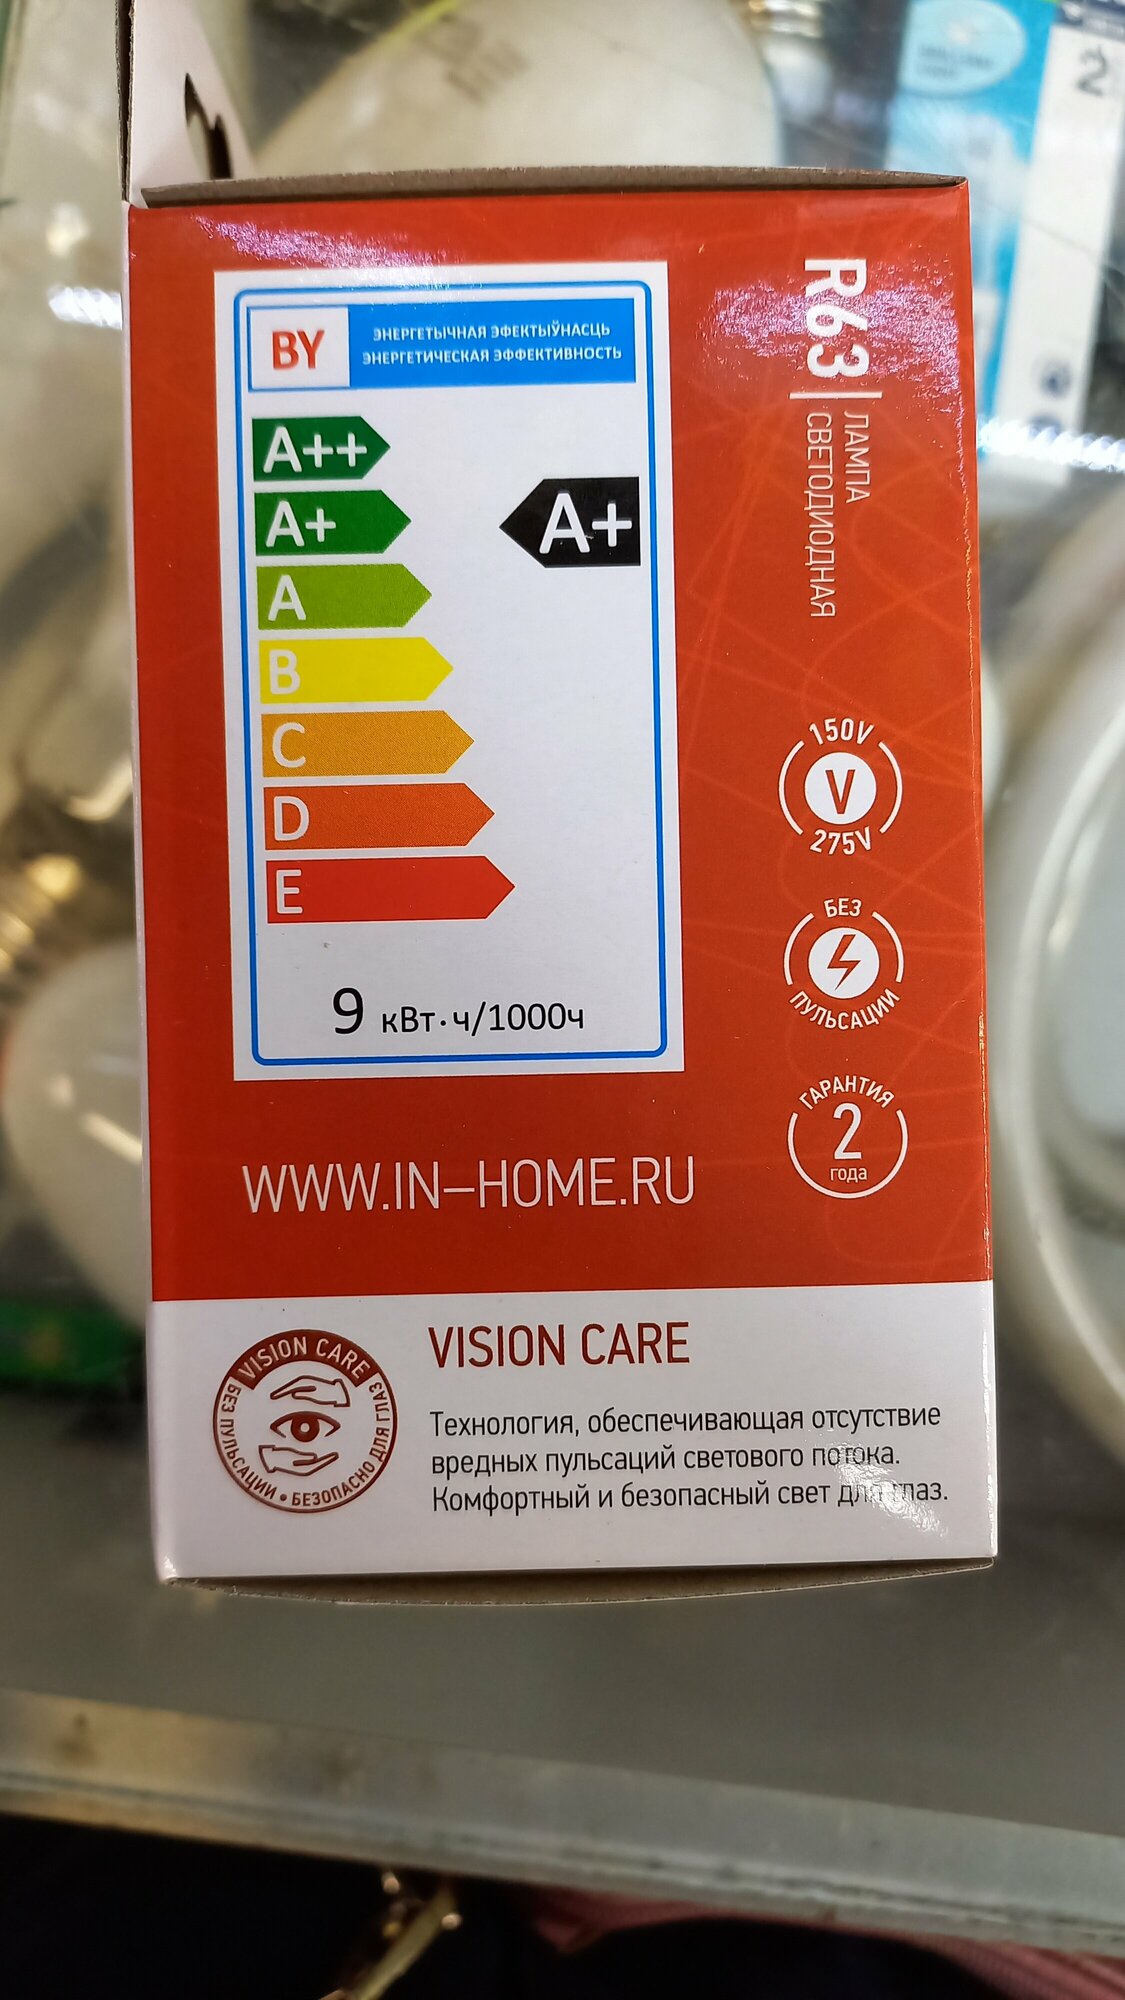 BY
ЭНЕРГЕТЫЧНАЯ ЭФЕКТЫЎНАСЦЬ
ЭНЕРГЕТИЧЕСКАЯ ЭФФЕКТИВНОСТЬ
A++
A+
A+
A
B
C
D
E
9 кВт·ч/1000ч
R63
ЛАМПА
СВЕТОДИОДНАЯ
150V
V
275V
БЕЗ
ПУЛЬСАЦИИ
ГАРАНТИЯ
2
года
WWW.IN-HOME.RU
VISION CARE
БЕЗ ПУЛЬСАЦИИ • БЕЗОПАСНО ДЛЯ ГЛАЗ
VISION CARE
Технология, обеспечивающая отсутствие
вредных пульсаций светового потока.
Комфортный и безопасный свет для глаз.
2